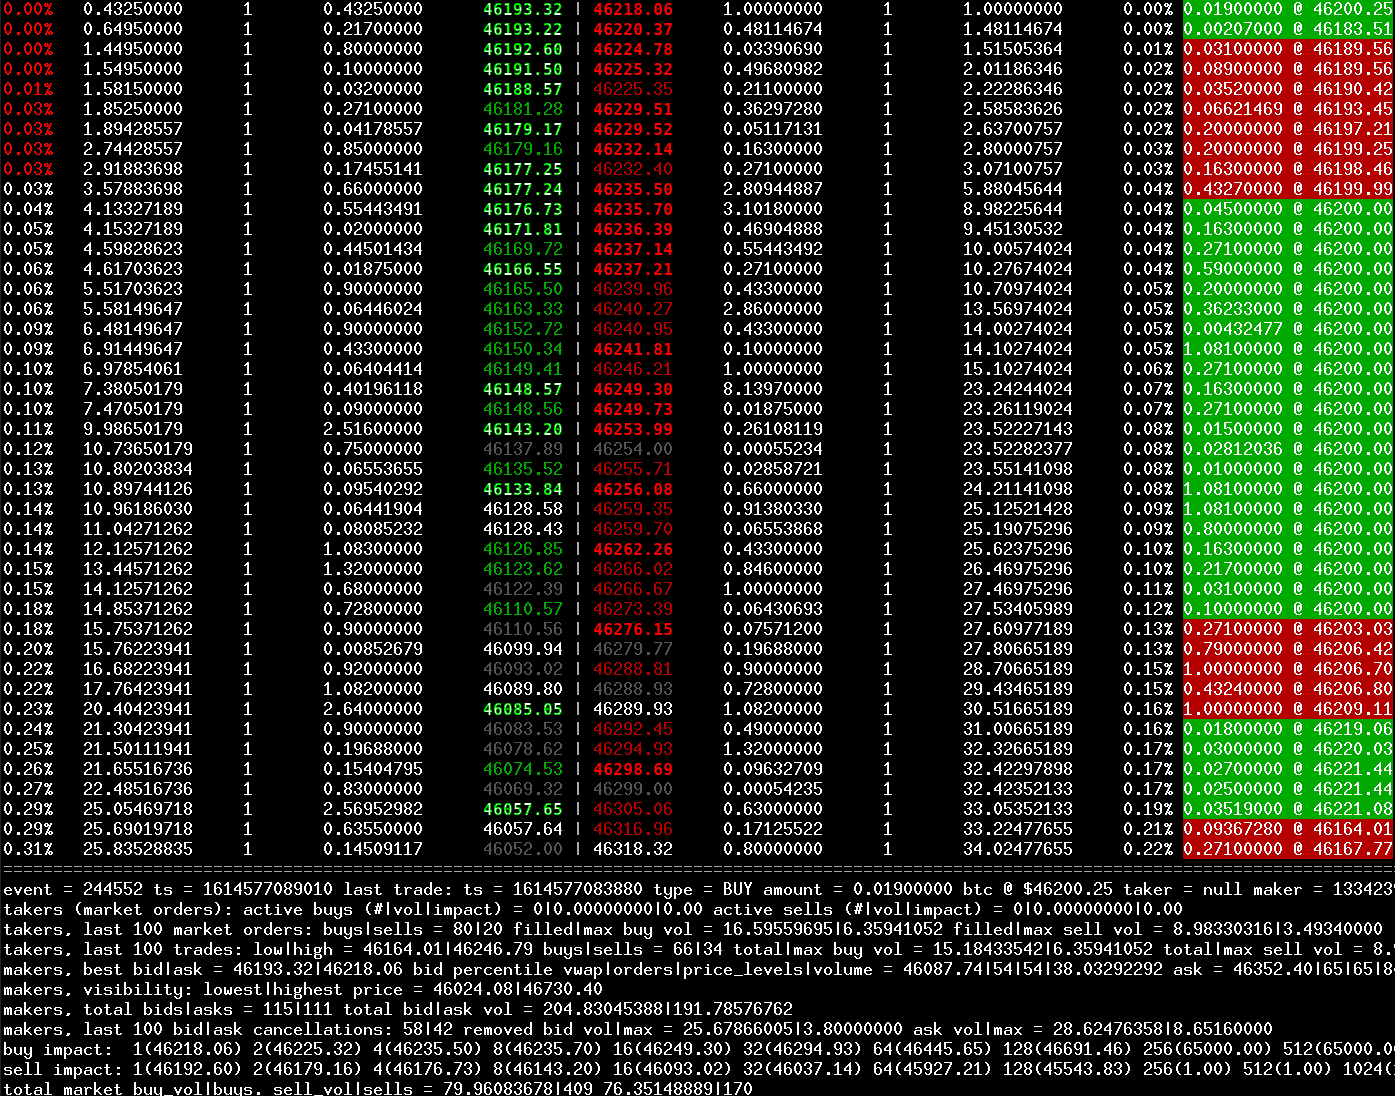 0.00% 0.43250000 1 0.43250000 46193.32 | 46218.06 1.00000000 1 1.00000000 0.00% 0.01900000 @ 46200.25
0.00% 0.64950000 1 0.21700000 46193.22 | 46220.37 0.48114674 1 1.48114674 0.00% 0.00207000 @ 46183.51
0.00% 1.44950000 1 0.80000000 46192.60 | 46224.78 0.03390690 1 1.51505364 0.01% 0.03100000 @ 46189.56
0.00% 1.54950000 1 0.10000000 46191.50 | 46225.32 0.49680982 1 2.01186346 0.02% 0.08900000 @ 46189.56
0.01% 1.58150000 1 0.03200000 46188.57 | 46225.35 0.21100000 1 2.22286346 0.02% 0.03520000 @ 46190.42
0.03% 1.85250000 1 0.27100000 46181.28 | 46229.51 0.36297280 1 2.58583626 0.02% 0.06621469 @ 46193.45
0.03% 1.89428557 1 0.04178557 46179.17 | 46229.52 0.05117131 1 2.63700757 0.02% 0.20000000 @ 46197.21
0.03% 2.74428557 1 0.85000000 46179.16 | 46232.14 0.16300000 1 2.80000757 0.03% 0.20000000 @ 46199.25
0.03% 2.91883698 1 0.17455141 46177.25 | 46232.40 0.27100000 1 3.07100757 0.03% 0.16300000 @ 46198.46
0.03% 3.57883698 1 0.66000000 46177.24 | 46235.50 2.80944887 1 5.88045644 0.04% 0.43270000 @ 46199.99
0.04% 4.13327189 1 0.55443491 46176.73 | 46235.70 3.10180000 1 8.98225644 0.04% 0.04500000 @ 46200.00
0.05% 4.15327189 1 0.02000000 46171.81 | 46236.39 0.46904888 1 9.45130532 0.04% 0.16300000 @ 46200.00
0.05% 4.59828623 1 0.44501434 46169.72 | 46237.14 0.55443492 1 10.00574024 0.04% 0.27100000 @ 46200.00
0.06% 4.61703623 1 0.01875000 46166.55 | 46237.21 0.27100000 1 10.27674024 0.04% 0.59000000 @ 46200.00
0.06% 5.51703623 1 0.90000000 46165.50 | 46239.96 0.43300000 1 10.70974024 0.05% 0.20000000 @ 46200.00
0.06% 5.58149647 1 0.06446024 46163.33 | 46240.27 2.86000000 1 13.56974024 0.05% 0.36233000 @ 46200.00
0.09% 6.48149647 1 0.90000000 46152.72 | 46240.95 0.43300000 1 14.00274024 0.05% 0.00432477 @ 46200.00
0.09% 6.91449647 1 0.43300000 46150.34 | 46241.81 0.10000000 1 14.10274024 0.05% 1.08100000 @ 46200.00
0.10% 6.97854061 1 0.06404414 46149.41 | 46246.21 1.00000000 1 15.10274024 0.06% 0.27100000 @ 46200.00
0.10% 7.38050179 1 0.40196118 46148.57 | 46249.30 8.13970000 1 23.24244024 0.07% 0.16300000 @ 46200.00
0.10% 7.47050179 1 0.09000000 46148.56 | 46249.73 0.01875000 1 23.26119024 0.07% 0.27100000 @ 46200.00
0.11% 9.98650179 1 2.51600000 46143.20 | 46253.99 0.26108119 1 23.52227143 0.08% 0.01500000 @ 46200.00
0.12% 10.73650179 1 0.75000000 46137.89 | 46254.00 0.00055234 1 23.52282377 0.08% 0.02812036 @ 46200.00
0.13% 10.80203834 1 0.06553655 46135.52 | 46255.71 0.02858721 1 23.55141098 0.08% 0.01000000 @ 46200.00
0.13% 10.89744126 1 0.09540292 46133.84 | 46256.08 0.66000000 1 24.21141098 0.08% 1.08100000 @ 46200.00
0.14% 10.96186030 1 0.06441904 46128.58 | 46259.35 0.91380330 1 25.12521428 0.09% 1.08100000 @ 46200.00
0.14% 11.04271262 1 0.08085232 46128.43 | 46259.70 0.06553868 1 25.19075296 0.09% 0.80000000 @ 46200.00
0.14% 12.12571262 1 1.08300000 46126.85 | 46262.26 0.43300000 1 25.62375296 0.10% 0.16300000 @ 46200.00
0.15% 13.44571262 1 1.32000000 46123.62 | 46266.02 0.84600000 1 26.46975296 0.10% 0.21700000 @ 46200.00
0.15% 14.12571262 1 0.68000000 46122.39 | 46266.67 1.00000000 1 27.46975296 0.11% 0.03100000 @ 46200.00
0.18% 14.85371262 1 0.72800000 46110.57 | 46273.39 0.06430693 1 27.53405989 0.12% 0.10000000 @ 46200.00
0.18% 15.75371262 1 0.90000000 46110.56 | 46276.15 0.07571200 1 27.60977189 0.13% 0.27100000 @ 46203.03
0.20% 15.76223941 1 0.00852679 46099.94 | 46279.77 0.19688000 1 27.80665189 0.13% 0.79000000 @ 46206.42
0.22% 16.68223941 1 0.92000000 46093.02 | 46288.81 0.90000000 1 28.70665189 0.15% 1.00000000 @ 46206.70
0.22% 17.76423941 1 1.08200000 46089.80 | 46288.93 0.72800000 1 29.43465189 0.15% 0.43240000 @ 46206.80
0.23% 20.40423941 1 2.64000000 46085.05 | 46289.93 1.08200000 1 30.51665189 0.16% 1.00000000 @ 46209.11
0.24% 21.30423941 1 0.90000000 46083.53 | 46292.45 0.49000000 1 31.00665189 0.16% 0.01800000 @ 46219.06
0.25% 21.50111941 1 0.19688000 46078.62 | 46294.93 1.32000000 1 32.32665189 0.17% 0.03000000 @ 46220.03
0.26% 21.65516736 1 0.15404795 46074.53 | 46298.69 0.09632709 1 32.42297898 0.17% 0.02700000 @ 46221.44
0.27% 22.48516736 1 0.83000000 46069.32 | 46299.00 0.00054235 1 32.42352133 0.17% 0.02500000 @ 46221.44
0.29% 25.05469718 1 2.56952982 46057.65 | 46305.06 0.63000000 1 33.05352133 0.19% 0.03519000 @ 46221.08
0.29% 25.69019718 1 0.63550000 46057.64 | 46316.96 0.17125522 1 33.22477655 0.21% 0.09367280 @ 46164.01
0.31% 25.83528835 1 0.14509117 46052.00 | 46318.32 0.80000000 1 34.02477655 0.22% 0.27100000 @ 46167.77
event = 244552 ts = 1614577089010 last trade: ts = 1614577083880 type = BUY amount = 0.01900000 btc @ $46200.25 taker = null maker = 1334239
takers (market orders): active buys (#|vol|impact) = 0|0.00000000|0.00 active sells (#|vol|impact) = 0|0.00000000|0.00
takers, last 100 market orders: buys|sells = 80|20 filled|max buy vol = 16.59559695|6.35941052 filled|max sell vol = 8.98330316|3.49340000
takers, last 100 trades: low|high = 46164.01|46246.79 buys|sells = 66|34 total|max buy vol = 15.18433542|6.35941052 total|max sell vol = 8.
makers, best bid|ask = 46193.32|46218.06 bid percentile vwap|orders|price_levels|volume = 46087.74|54|54|38.03292292 ask = 46352.40|65|65|8
makers, visibility: lowest|highest price = 46024.08|46730.40
makers, total bids|asks = 115|111 total bid|ask vol = 204.83045388|191.78576762
makers, last 100 bid|ask cancellations: 58|42 removed bid vol|max = 25.67866005|3.80000000 ask vol|max = 28.62476358|8.65160000
buy impact: 1(46218.06) 2(46225.32) 4(46235.50) 8(46235.70) 16(46249.30) 32(46294.93) 64(46445.65) 128(46691.46) 256(65000.00) 512(65000.00
sell impact: 1(46192.60) 2(46179.16) 4(46176.73) 8(46143.20) 16(46093.02) 32(46037.14) 64(45927.21) 128(45543.83) 256(1.00) 512(1.00) 1024(
total market buy_vol|buys, sell_vol|sells = 79.96083678|409 76.35148889|170